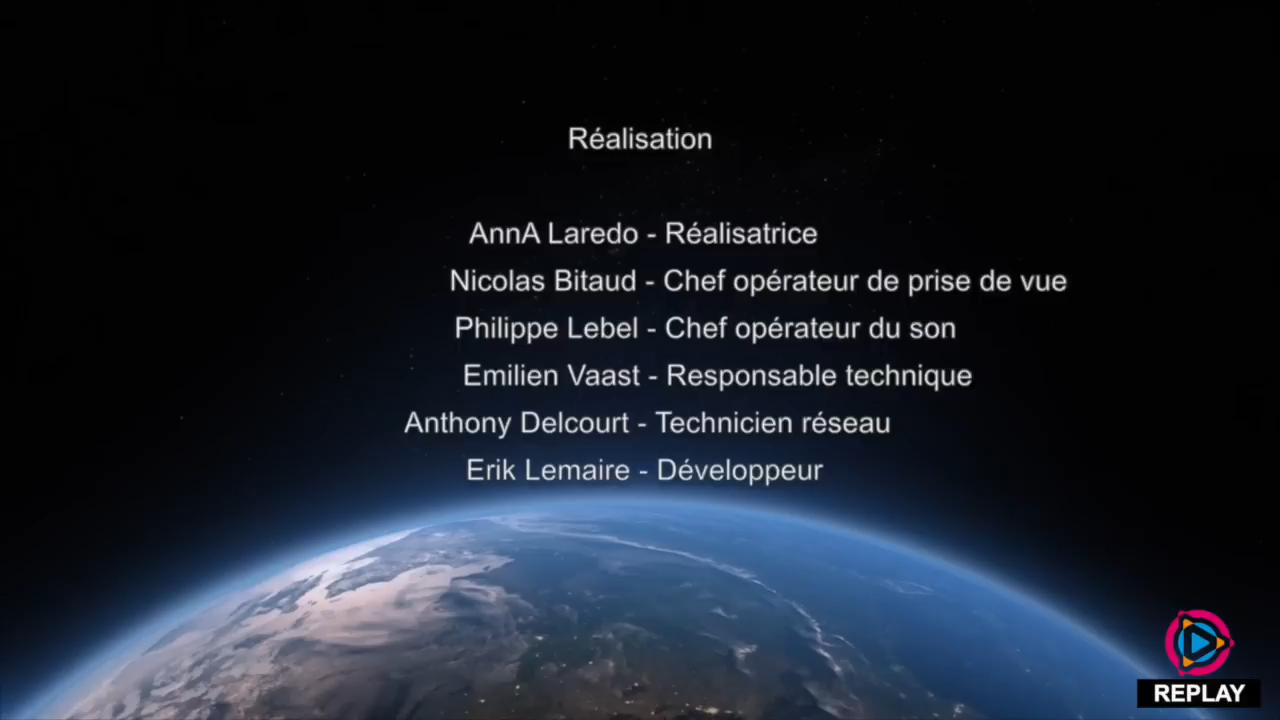 Réalisation
AnnA Laredo - Réalisatrice
Nicolas Bitaud - Chef opérateur de prise de vue
Philippe Lebel - Chef opérateur du son
Emilien Vaast - Responsable technique
Anthony Delcourt - Technicien réseau
Erik Lemaire - Développeur
REPLAY